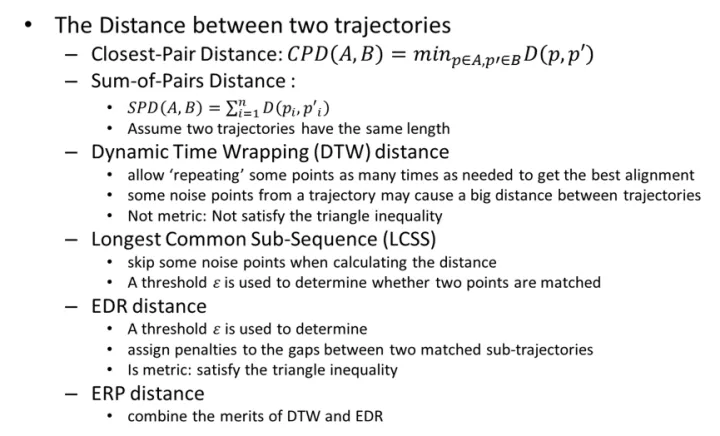 • The Distance between two trajectories
– Closest-Pair Distance: CPD(A, B) = min_{p∈A,p′∈B} D(p, p′)
– Sum-of-Pairs Distance :
• SPD(A, B) = ∑_{i=1}^{n} D(p_i, p′_i)
• Assume two trajectories have the same length
– Dynamic Time Wrapping (DTW) distance
• allow ‘repeating’ some points as many times as needed to get the best alignment
• some noise points from a trajectory may cause a big distance between trajectories
• Not metric: Not satisfy the triangle inequality
– Longest Common Sub-Sequence (LCSS)
• skip some noise points when calculating the distance
• A threshold ε is used to determine whether two points are matched
– EDR distance
• A threshold ε is used to determine
• assign penalties to the gaps between two matched sub-trajectories
• Is metric: satisfy the triangle inequality
– ERP distance
• combine the merits of DTW and EDR